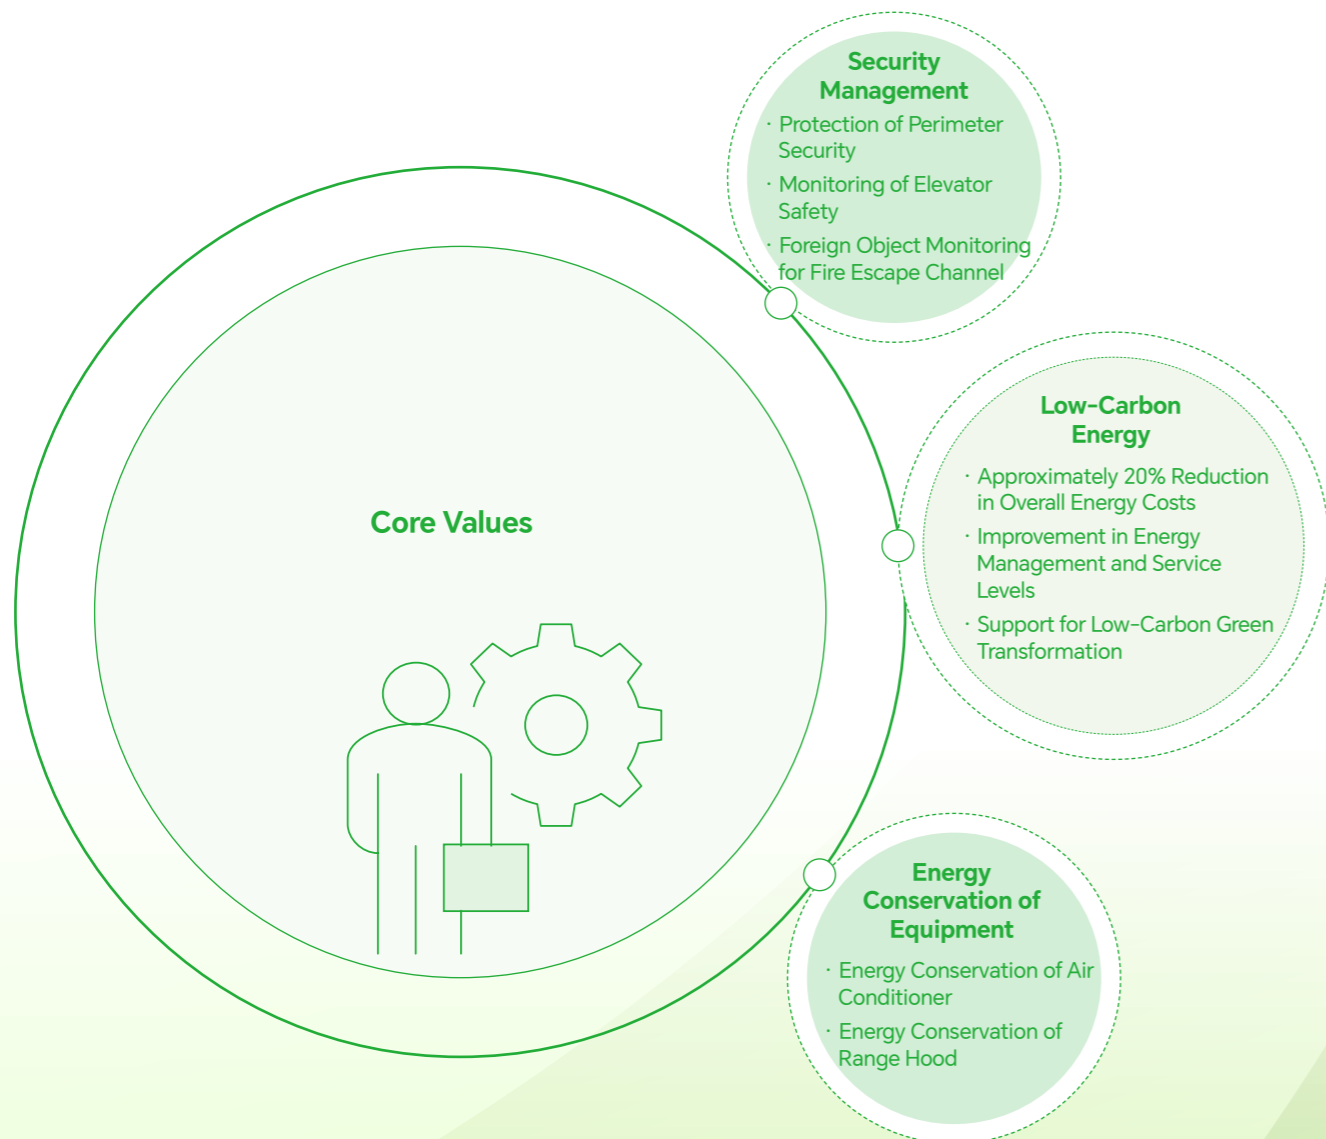 Security
Management
· Protection of Perimeter
Security
· Monitoring of Elevator
Safety
· Foreign Object Monitoring
for Fire Escape Channel
Core Values
Low-Carbon
Energy
· Approximately 20% Reduction
in Overall Energy Costs
· Improvement in Energy
Management and Service
Levels
· Support for Low-Carbon Green
Transformation
Energy
Conservation of
Equipment
· Energy Conservation of Air
Conditioner
· Energy Conservation of
Range Hood